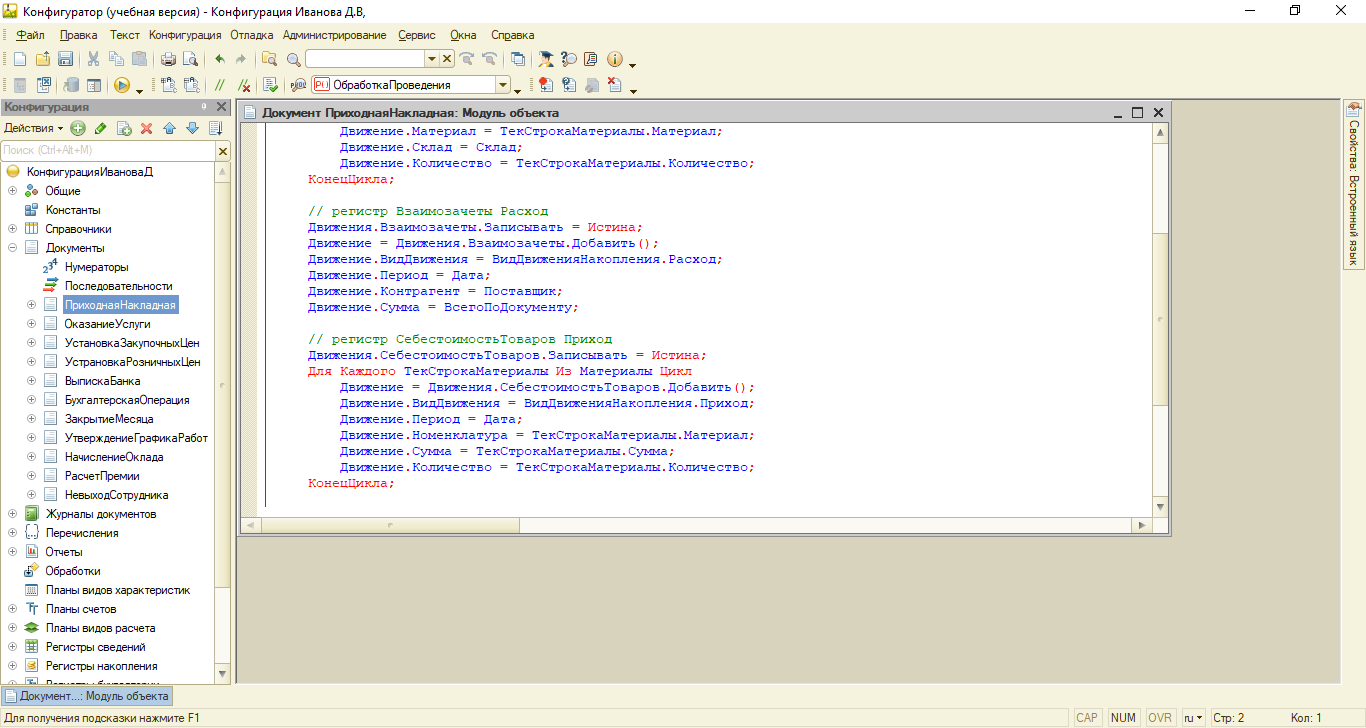 Конфигуратор (учебная версия) - Конфигурация Иванова Д.В,
Файл Правка Текст Конфигурация Отладка Администрирование Сервис Окна Справка
ОбработкаПроведения
Конфигурация
Действия
Поиск (Ctrl+Alt+M)
КонфигурацияИвановаД
Общие
Константы
Справочники
Документы
Нумераторы
Последовательности
ПриходнаяНакладная
ОказаниеУслуги
УстановкаЗакупочныхЦен
УстрановкаРозничныхЦен
ВыпискаБанка
БухгалтерскаяОперация
ЗакрытиеМесяца
УтверждениеГрафикаРабот
НачислениеОклада
РасчетПремии
НевыходСотрудника
Журналы документов
Перечисления
Отчеты
Обработки
Планы видов характеристик
Планы счетов
Планы видов расчета
Регистры сведений
Регистры накопления
Документ ПриходнаяНакладная: Модуль объекта
Движение.Материал = ТекСтрокаМатериалы.Материал;
Движение.Склад = Склад;
Движение.Количество = ТекСтрокаМатериалы.Количество;
КонецЦикла;
// регистр Взаимозачеты Расход
Движения.Взаимозачеты.Записывать = Истина;
Движение = Движения.Взаимозачеты.Добавить();
Движение.ВидДвижения = ВидДвиженияНакопления.Расход;
Движение.Период = Дата;
Движение.Контрагент = Поставщик;
Движение.Сумма = ВсегоПоДокументу;
// регистр СебестоимостьТоваров Приход
Движения.СебестоимостьТоваров.Записывать = Истина;
Для Каждого ТекСтрокаМатериалы Из Материалы Цикл
Движение = Движения.СебестоимостьТоваров.Добавить();
Движение.ВидДвижения = ВидДвиженияНакопления.Приход;
Движение.Период = Дата;
Движение.Номенклатура = ТекСтрокаМатериалы.Материал;
Движение.Сумма = ТекСтрокаМатериалы.Сумма;
Движение.Количество = ТекСтрокаМатериалы.Количество;
КонецЦикла;
Свойства: Встроенный язык
Документ...: Модуль объекта
Для получения подсказки нажмите F1
CAP NUM OVR ru Стр: 2 Кол: 1